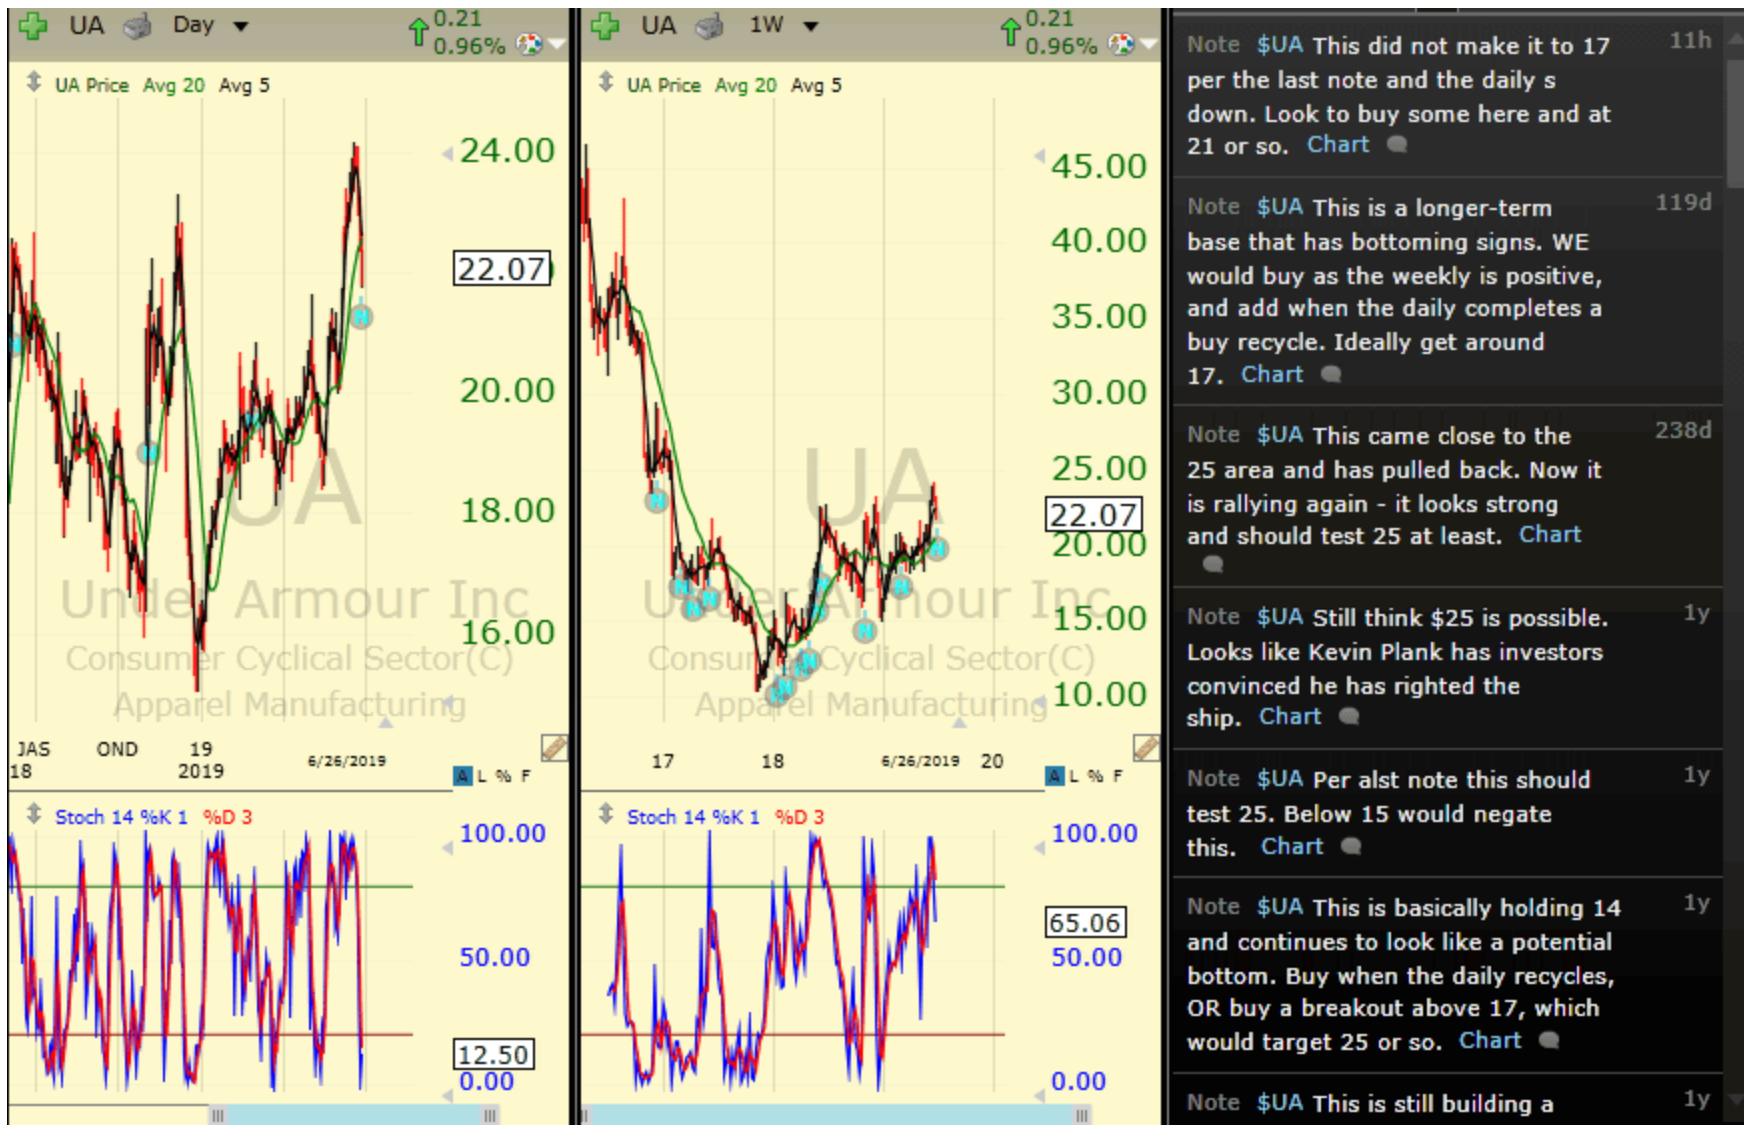 UA Day
0.21
0.96%
UA Price Avg 20 Avg 5
24.00
22.07
20.00
18.00
16.00
UA
Under Armour Inc
Consumer Cyclical Sector(C)
Apparel Manufacturing
JAS OND 19
18 2019 6/26/2019
A L % F
Stoch 14 %K 1 %D 3
100.00
50.00
12.50
0.00
UA 1W
0.21
0.96%
UA Price Avg 20 Avg 5
45.00
40.00
35.00
30.00
25.00
22.07
20.00
15.00
10.00
UA
Under Armour Inc
Consumer Cyclical Sector(C)
Apparel Manufacturing
17 18 6/26/2019 20
A L % F
Stoch 14 %K 1 %D 3
100.00
65.06
50.00
0.00
Note $UA This did not make it to 17 11h
per the last note and the daily s
down. Look to buy some here and at
21 or so. Chart
Note $UA This is a longer-term 119d
base that has bottoming signs. WE
would buy as the weekly is positive,
and add when the daily completes a
buy recycle. Ideally get around
17. Chart
Note $UA This came close to the 238d
25 area and has pulled back. Now it
is rallying again - it looks strong
and should test 25 at least. Chart
Note $UA Still think $25 is possible. 1y
Looks like Kevin Plank has investors
convinced he has righted the
ship. Chart
Note $UA Per alst note this should 1y
test 25. Below 15 would negate
this. Chart
Note $UA This is basically holding 14 1y
and continues to look like a potential
bottom. Buy when the daily recycles,
OR buy a breakout above 17, which
would target 25 or so. Chart
Note $UA This is still building a 1y